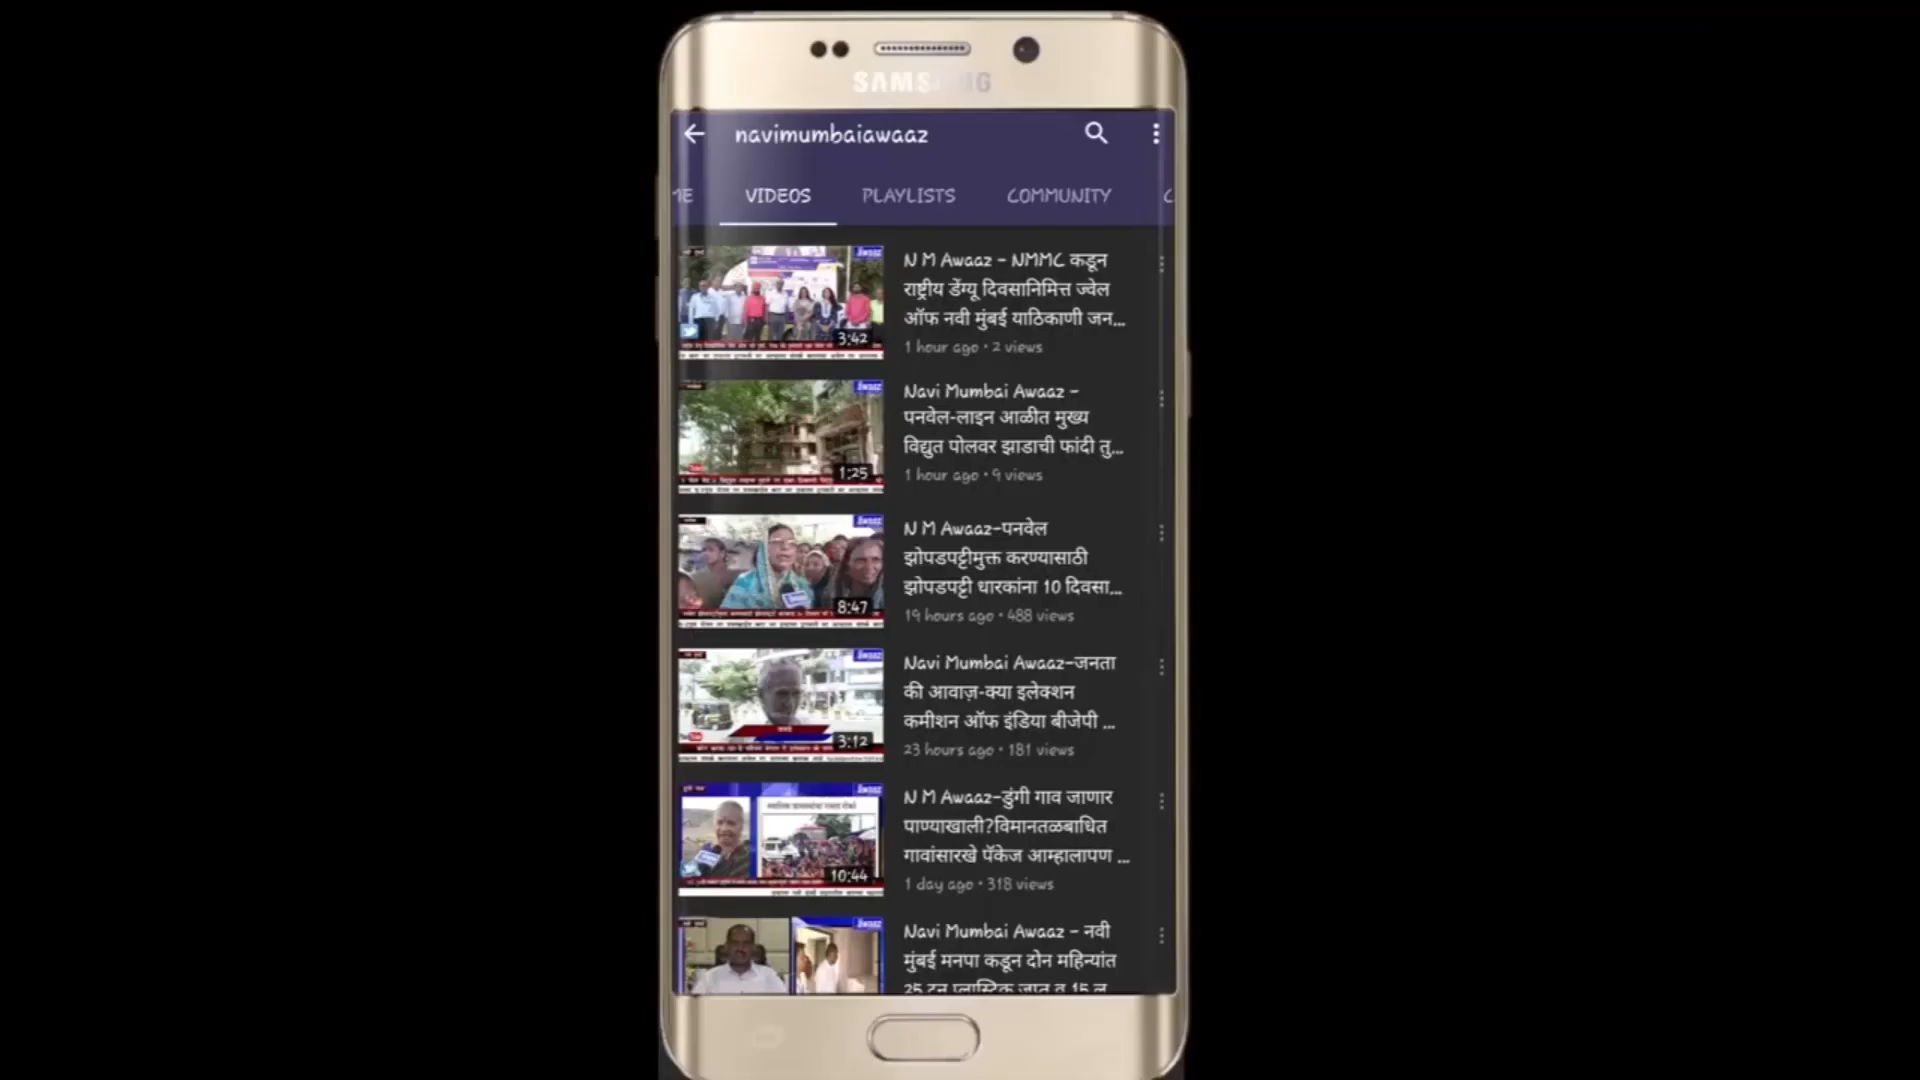 SAMSUNG
navimumbaiawaaz
VIDEOS
PLAYLISTS
COMMUNITY
N M Awaaz - NMMC कडून
राष्ट्रीय डेंग्यू दिवसानिमित्त ज्वेल
ऑफ नवी मुंबई याठिकाणी जन...
1 hour ago • 2 views
3:42
Navi Mumbai Awaaz -
पनवेल-लाइन आळीत मुख्य
विद्युत पोलवर झाडाची फांदी तु...
1 hour ago • 9 views
1:25
N M Awaaz-पनवेल
झोपडपट्टीमुक्त करण्यासाठी
झोपडपट्टी धारकांना 10 दिवसा...
19 hours ago • 488 views
8:47
Navi Mumbai Awaaz-जनता
की आवाज़-क्या इलेक्शन
कमीशन ऑफ इंडिया बीजेपी ...
23 hours ago • 181 views
3:12
N M Awaaz-डुंगी गाव जाणार
पाण्याखाली?विमानतळबाधित
गावांसारखे पॅकेज आम्हालापण ...
1 day ago • 318 views
10:44
Navi Mumbai Awaaz - नवी
मुंबई मनपा कडून दोन महिन्यांत
25 टन प्लास्टिक जप्त व 15 ल